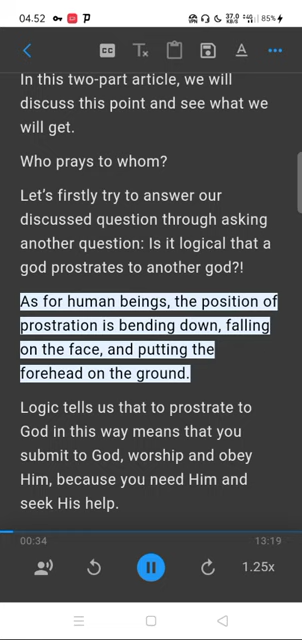 04.52
37.0
KB/S
85%
CC
A
In this two-part article, we will
discuss this point and see what we
will get.
Who prays to whom?
Let's firstly try to answer our
discussed question through asking
another question: Is it logical that a
god prostrates to another god?!
As for human beings, the position of
prostration is bending down, falling
on the face, and putting the
forehead on the ground.
Logic tells us that to prostrate to
God in this way means that you
submit to God, worship and obey
Him, because you need Him and
seek His help.
00:34
13:19
1.25x